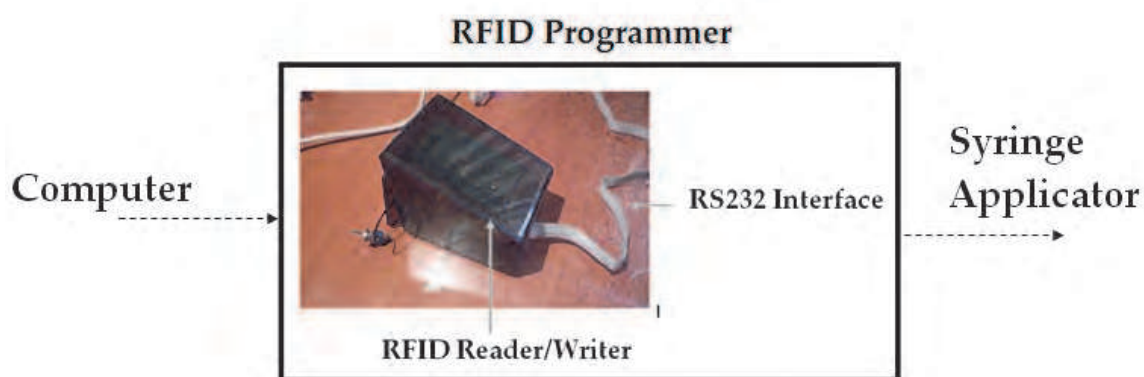 RFID Programmer
Computer
Syringe
Applicator
RS232 Interface
RFID Reader/Writer